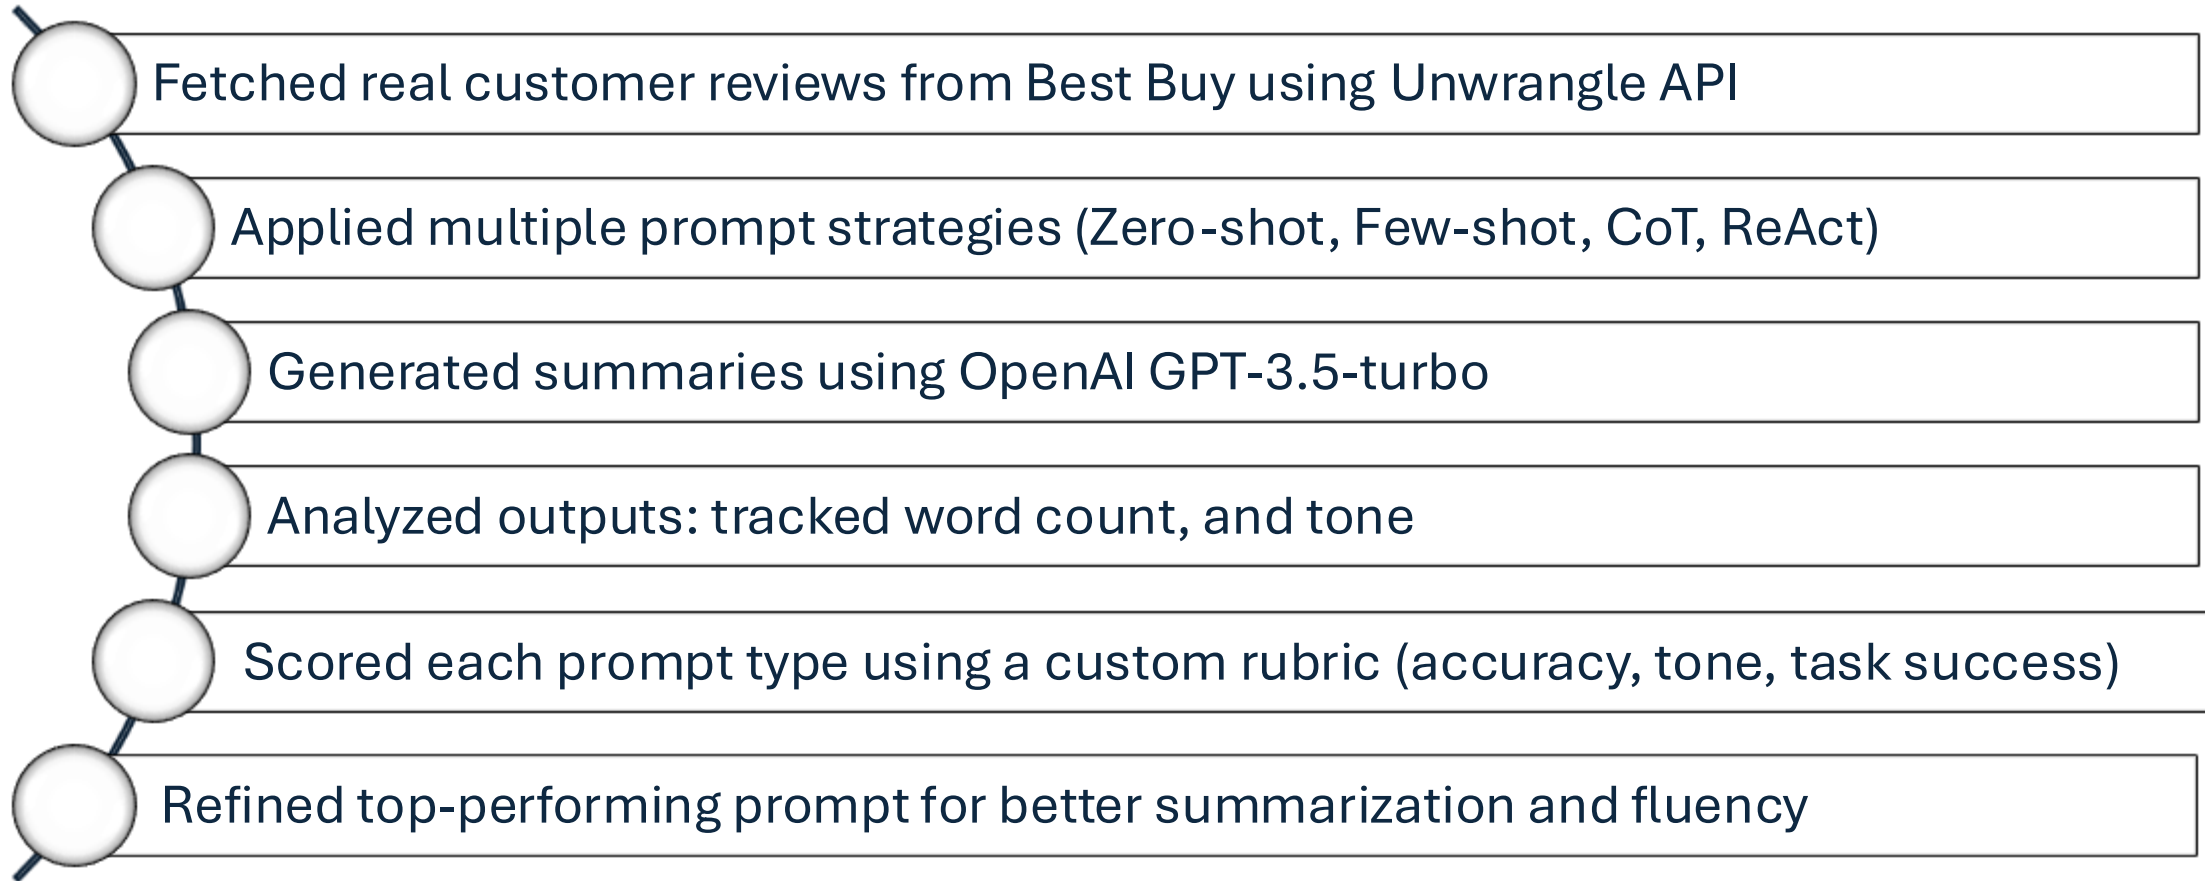 Fetched real customer reviews from Best Buy using Unwrangle API
Applied multiple prompt strategies (Zero-shot, Few-shot, CoT, ReAct)
Generated summaries using OpenAI GPT-3.5-turbo
Analyzed outputs: tracked word count, and tone
Scored each prompt type using a custom rubric (accuracy, tone, task success)
Refined top-performing prompt for better summarization and fluency